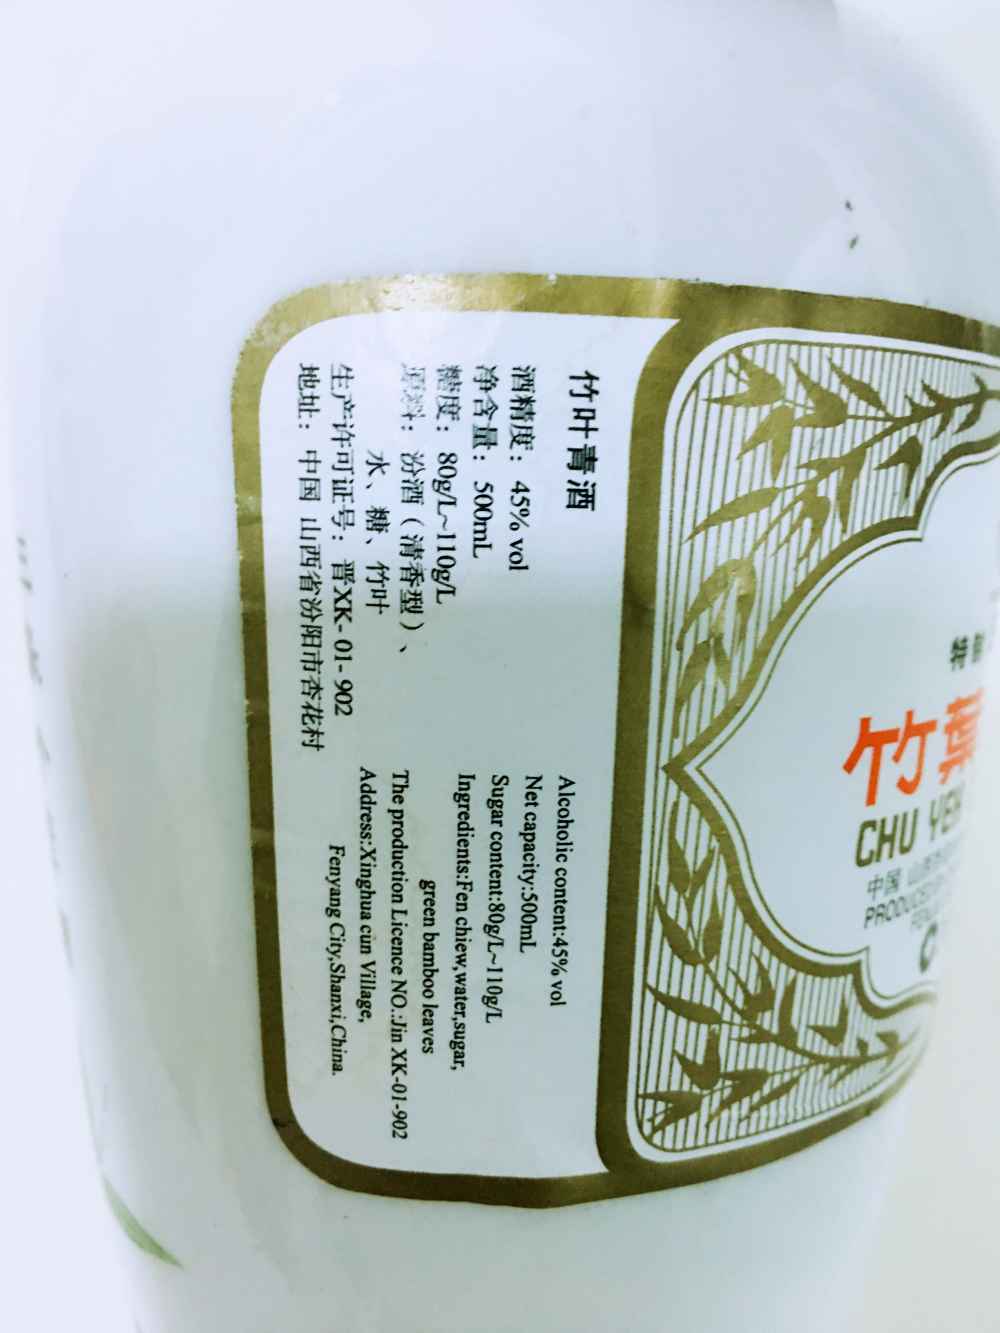 竹叶青酒
酒精度：45% vol
净含量：500mL
糖度：80g/L~110g/L
原料：汾酒（清香型）、
水、糖、竹叶
生产许可证号：晋XK-01-902
地址：中国 山西省汾阳市杏花村
Alcoholic content:45% vol
Net capacity:500mL
Sugar content:80g/L~110g/L
Ingredients:Fen chiew,water,sugar,
green bamboo leaves
The production Licence NO.:Jin XK-01-902
Address:Xinghua cun Village,
Fenyang City,Shanxi,China.
特
竹葉
CHU YEH
中国 山西